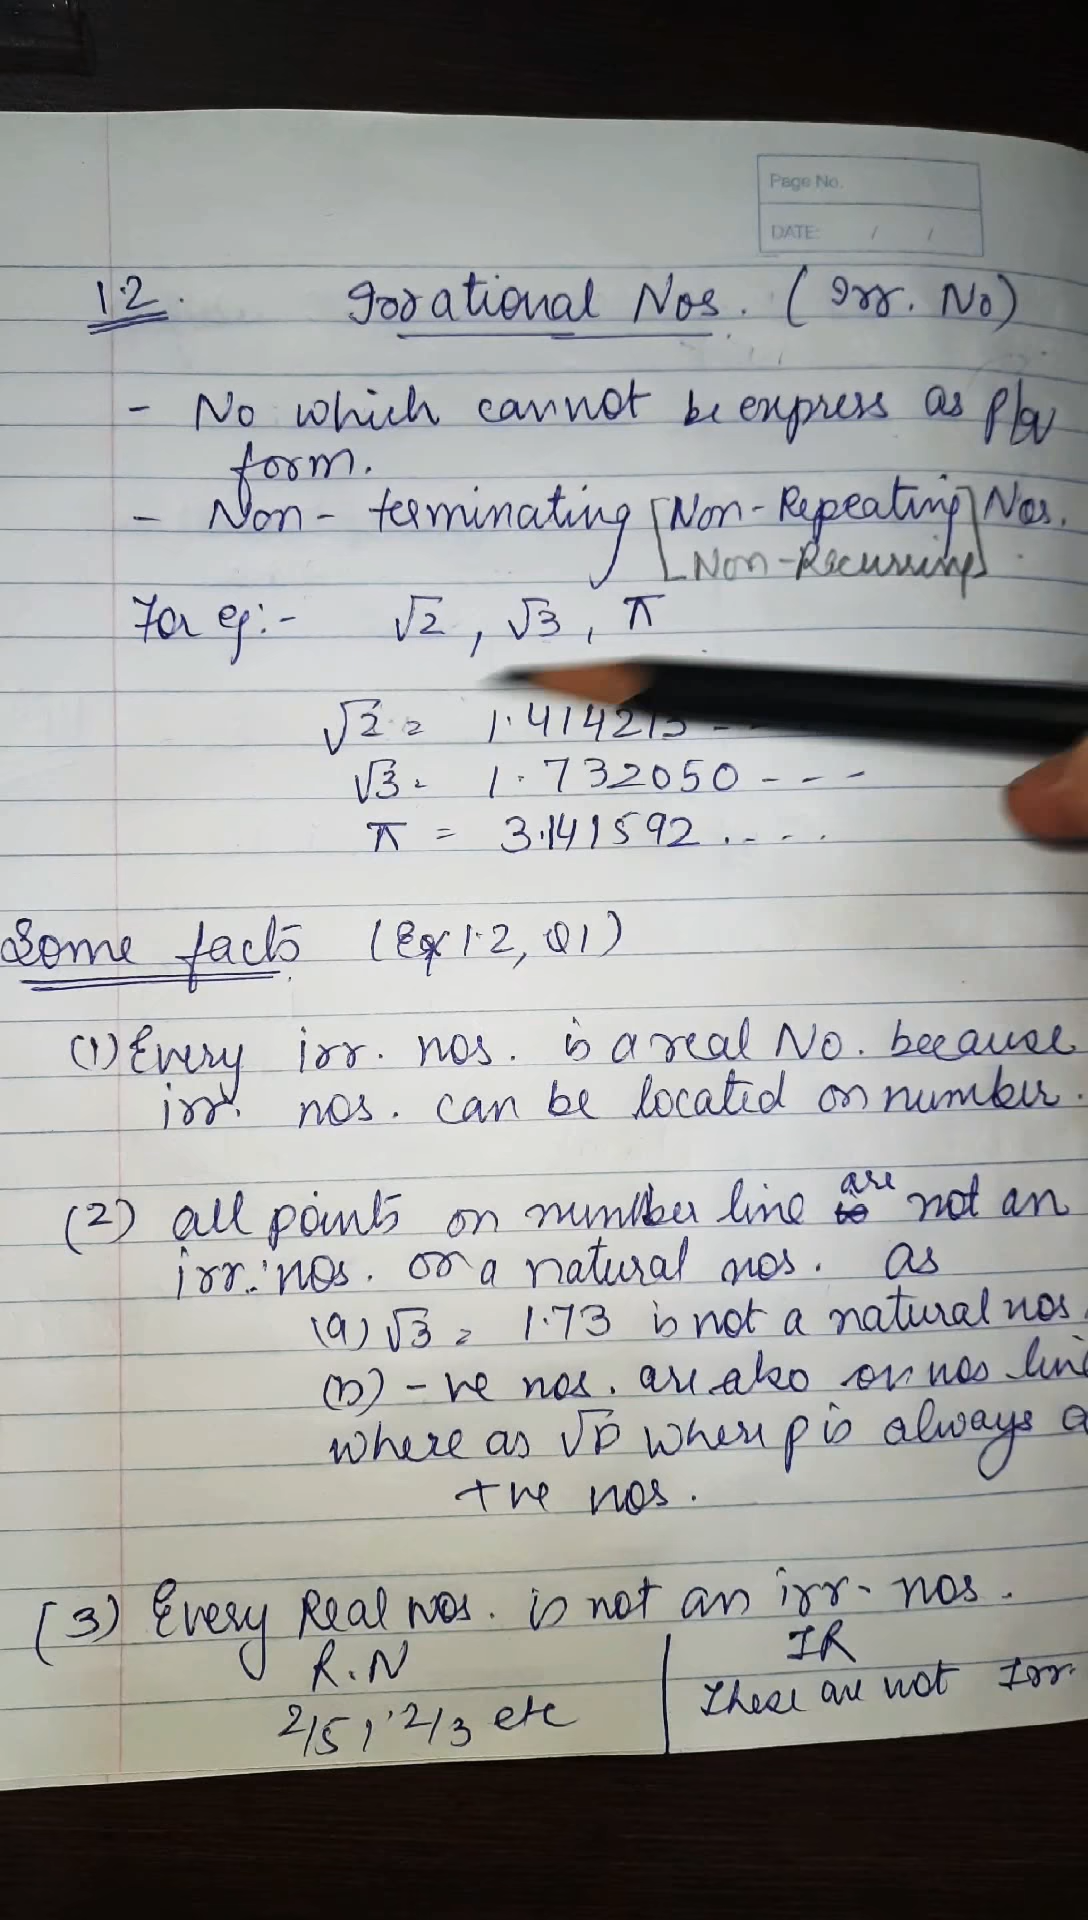 Page No.
DATE: / /
1.2. Irrational Nos. (Irr. No)
- No which cannot be express as p/q
form.
- Non-terminating [Non-Repeating] Nos.
[Non-Recurring]
For eg:- √2, √3, π
√2 = 1.414213 ---
√3 = 1.732050 ---
π = 3.141592 ....
Some facts (Ex 1.2, Q1)
(1) Every irr. nos. is a real No. because
irr. nos. can be located on number.
(2) all points on number line are not an
irr. nos. or a natural nos. as
(a) √3 = 1.73 is not a natural nos.
(b) -ve nos. are also on nos line
where as √p where p is always a
+ve nos.
(3) Every Real nos. is not an irr- nos.
R.N IR
2/5, 2/3 etc These are not Irr.